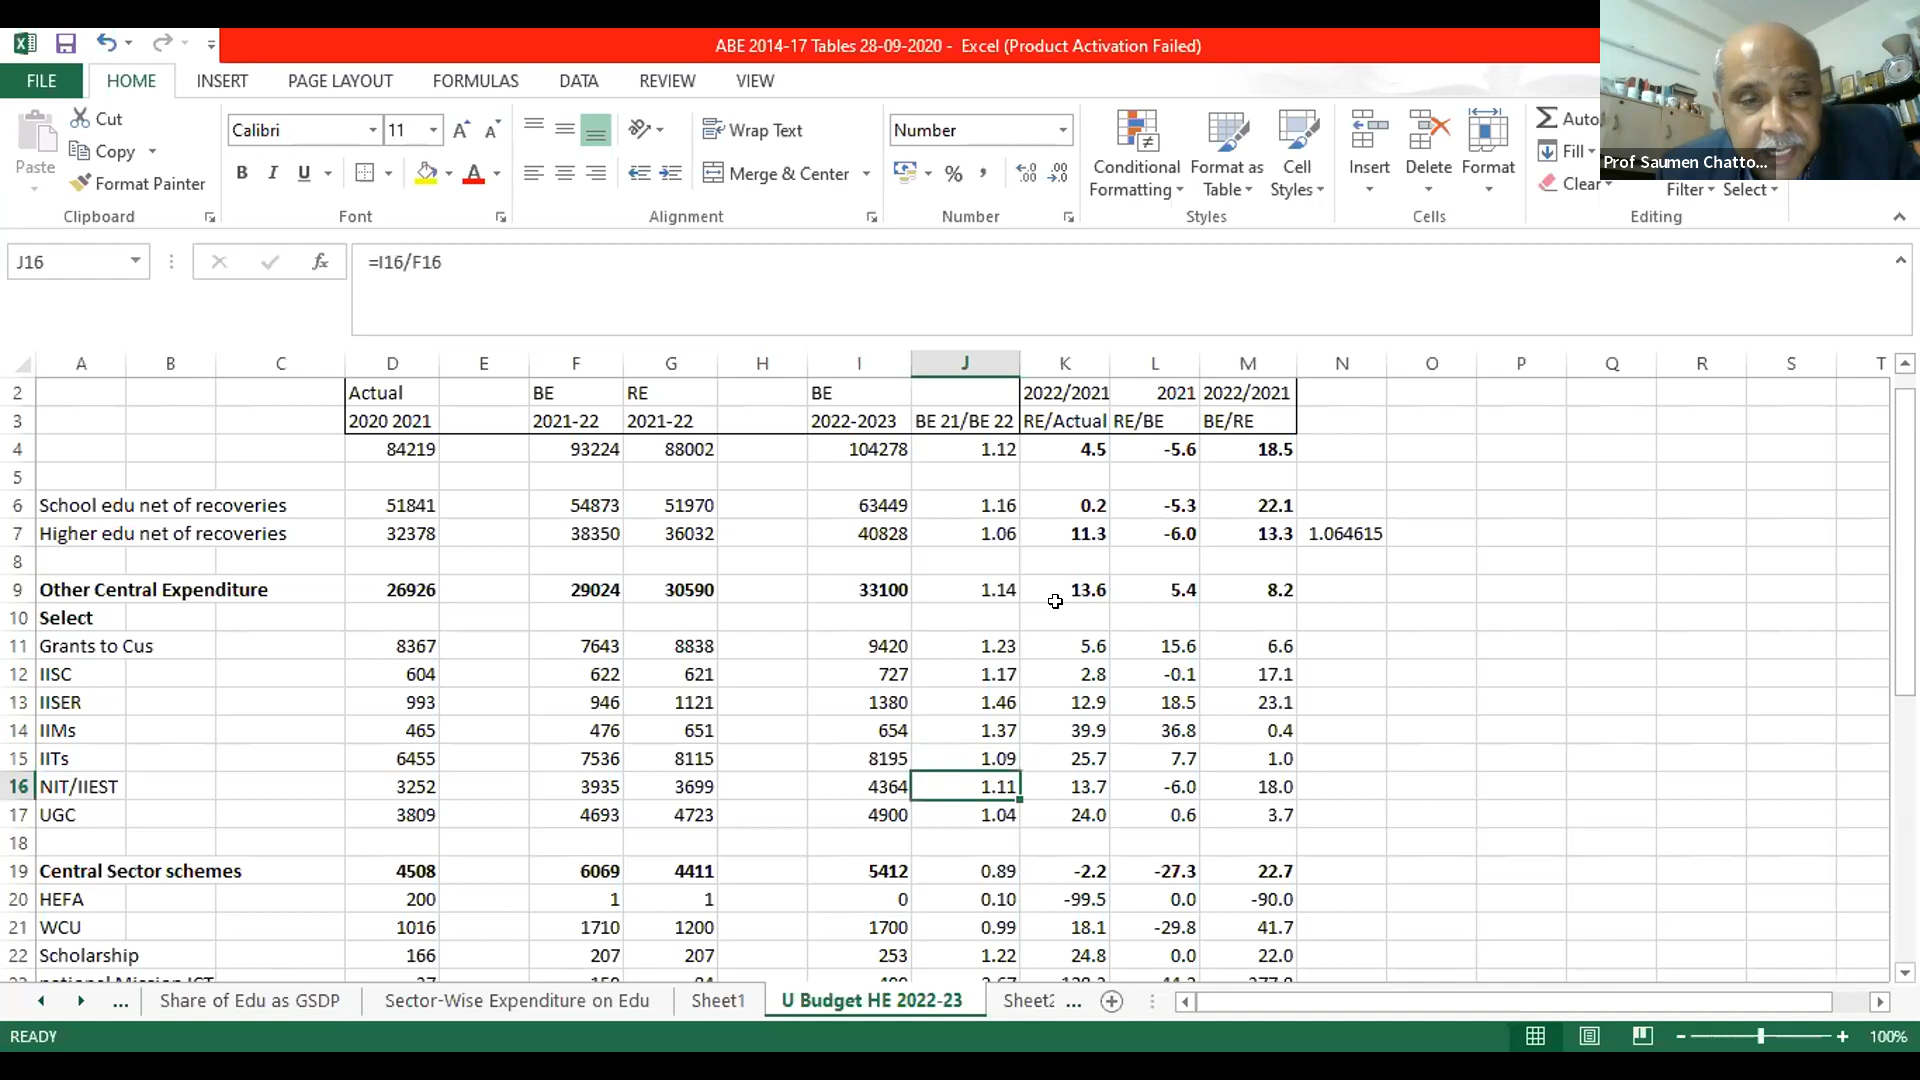 ABE 2014-17 Tables 28-09-2020 - Excel (Product Activation Failed)
FILE HOME INSERT PAGE LAYOUT FORMULAS DATA REVIEW VIEW
Paste
Cut
Copy
Format Painter
Clipboard
Calibri 11
B I U
Font
Wrap Text
Merge & Center
Alignment
Number
%
Number
Conditional Formatting
Format as Table
Cell Styles
Styles
Insert
Delete
Format
Cells
Auto
Fill
Clear
Filter Select
Editing
Prof Saumen Chatto...
J16 fx =I16/F16
A B C D E F G H I J K L M N O P Q R S T
2 Actual BE RE BE 2022/2021 2021 2022/2021
3 2020 2021 2021-22 2021-22 2022-2023 BE 21/BE 22 RE/Actual RE/BE BE/RE
4 84219 93224 88002 104278 1.12 4.5 -5.6 18.5
5
6 School edu net of recoveries 51841 54873 51970 63449 1.16 0.2 -5.3 22.1
7 Higher edu net of recoveries 32378 38350 36032 40828 1.06 11.3 -6.0 13.3 1.064615
8
9 Other Central Expenditure 26926 29024 30590 33100 1.14 13.6 5.4 8.2
10 Select
11 Grants to Cus 8367 7643 8838 9420 1.23 5.6 15.6 6.6
12 IISC 604 622 621 727 1.17 2.8 -0.1 17.1
13 IISER 993 946 1121 1380 1.46 12.9 18.5 23.1
14 IIMs 465 476 651 654 1.37 39.9 36.8 0.4
15 IITs 6455 7536 8115 8195 1.09 25.7 7.7 1.0
16 NIT/IIEST 3252 3935 3699 4364 1.11 13.7 -6.0 18.0
17 UGC 3809 4693 4723 4900 1.04 24.0 0.6 3.7
18
19 Central Sector schemes 4508 6069 4411 5412 0.89 -2.2 -27.3 22.7
20 HEFA 200 1 1 0 0.10 -99.5 0.0 -90.0
21 WCU 1016 1710 1200 1700 0.99 18.1 -29.8 41.7
22 Scholarship 166 207 207 253 1.22 24.8 0.0 22.0
... Share of Edu as GSDP Sector-Wise Expenditure on Edu Sheet1 U Budget HE 2022-23 Sheet2 ...
READY 100%